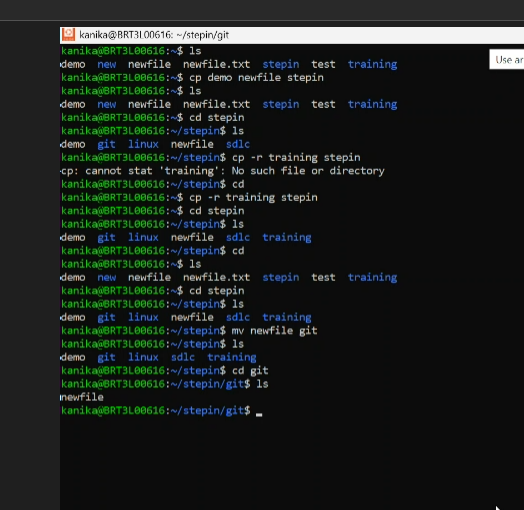 kanika@BRT3L00616: ~/stepin/git
kanika@BRT3L00616:~$ ls
demo new newfile newfile.txt stepin test training
kanika@BRT3L00616:~$ cp demo newfile stepin
kanika@BRT3L00616:~$ ls
demo new newfile newfile.txt stepin test training
kanika@BRT3L00616:~$ cd stepin
kanika@BRT3L00616:~/stepin$ ls
demo git linux newfile sdlc
kanika@BRT3L00616:~/stepin$ cp -r training stepin
cp: cannot stat 'training': No such file or directory
kanika@BRT3L00616:~/stepin$ cd
kanika@BRT3L00616:~$ cp -r training stepin
kanika@BRT3L00616:~$ cd stepin
kanika@BRT3L00616:~/stepin$ ls
demo git linux newfile sdlc training
kanika@BRT3L00616:~/stepin$ cd
kanika@BRT3L00616:~$ ls
demo new newfile newfile.txt stepin test training
kanika@BRT3L00616:~$ cd stepin
kanika@BRT3L00616:~/stepin$ ls
demo git linux newfile sdlc training
kanika@BRT3L00616:~/stepin$ mv newfile git
kanika@BRT3L00616:~/stepin$ ls
demo git linux sdlc training
kanika@BRT3L00616:~/stepin$ cd git
kanika@BRT3L00616:~/stepin/git$ ls
newfile
kanika@BRT3L00616:~/stepin/git$
Use ar